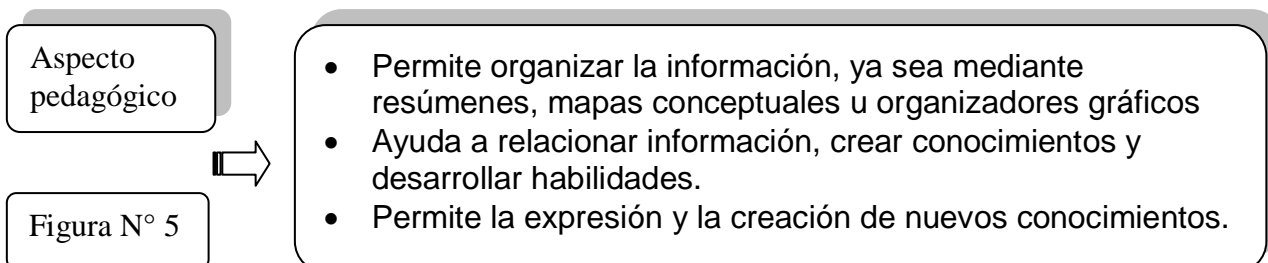 Aspecto
pedagógico
Figura N° 5
• Permite organizar la información, ya sea mediante
resúmenes, mapas conceptuales u organizadores gráficos
• Ayuda a relacionar información, crear conocimientos y
desarrollar habilidades.
• Permite la expresión y la creación de nuevos conocimientos.